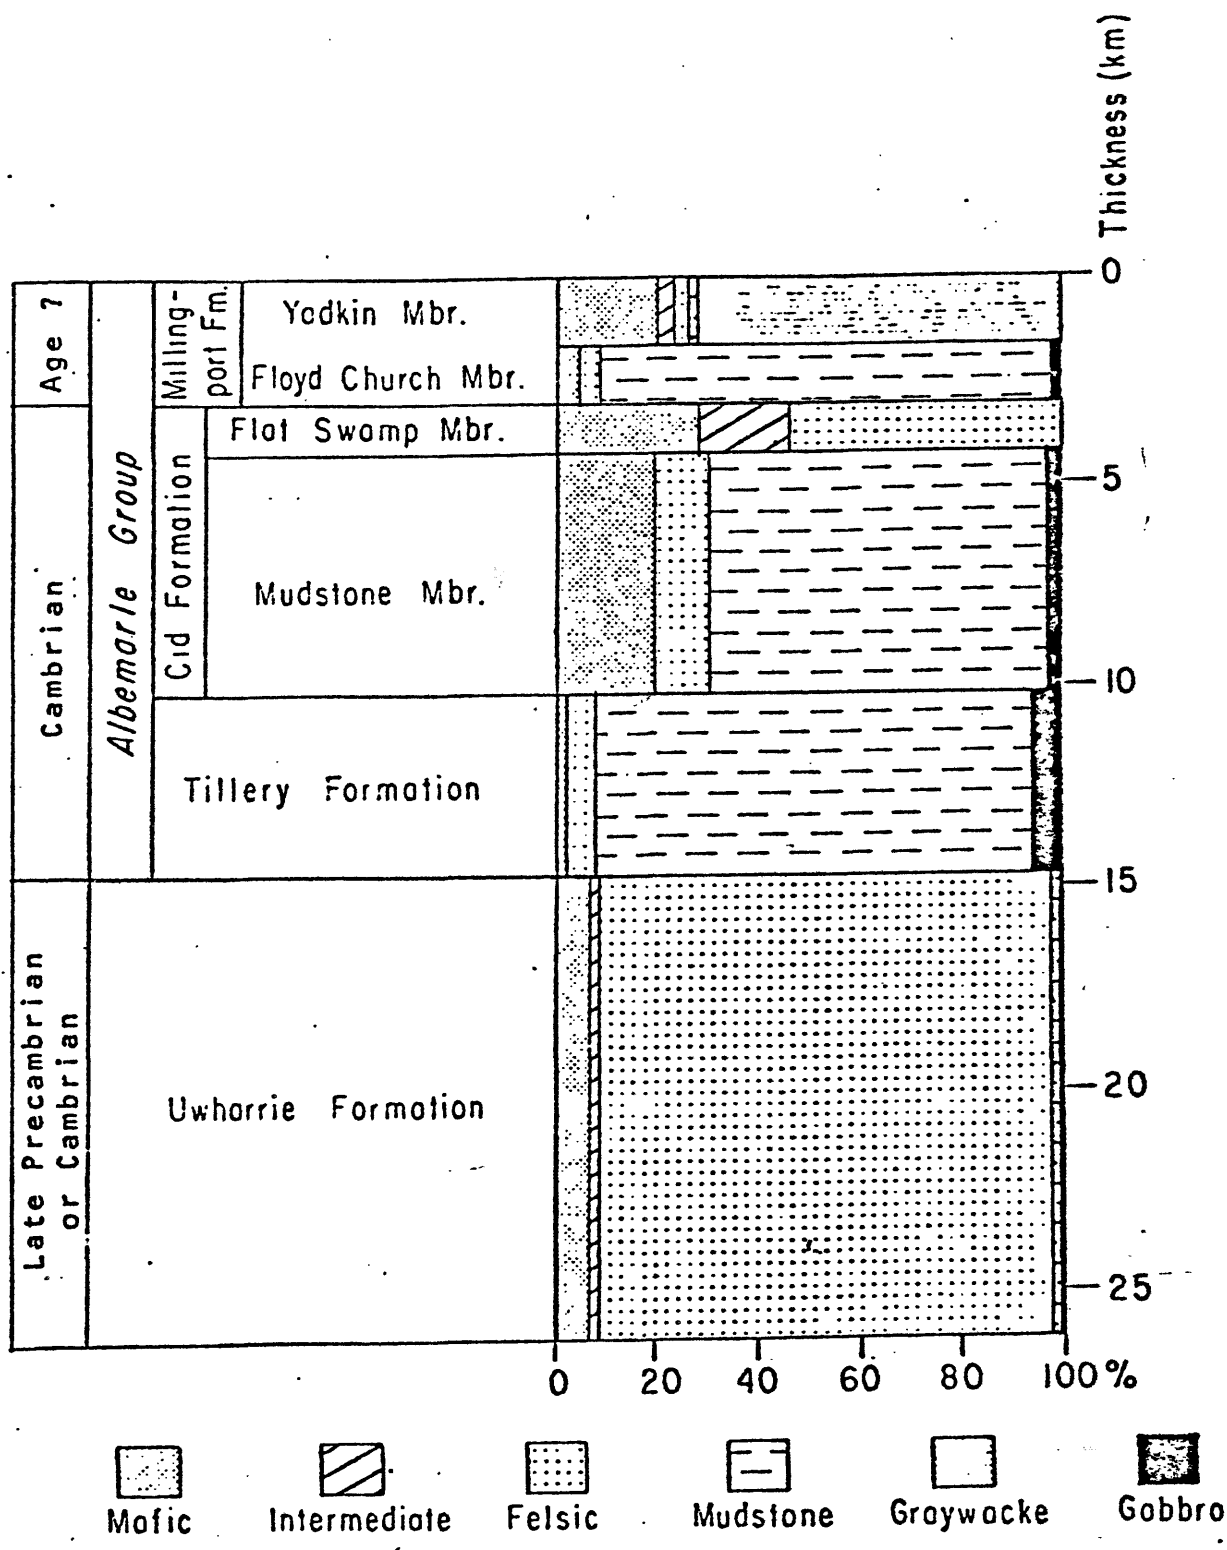 Thickness (km)
0
5
10
15
20
25
Age ?
Cambrian
Late Precambrian
or Cambrian
Albemarle Group
Milling-
port Fm.
Cid Formation
Yadkin Mbr.
Floyd Church Mbr.
Flat Swamp Mbr.
Mudstone Mbr.
Tillery Formation
Uwharrie Formation
0 20 40 60 80 100 %
Mafic Intermediate Felsic Mudstone Graywacke Gabbro